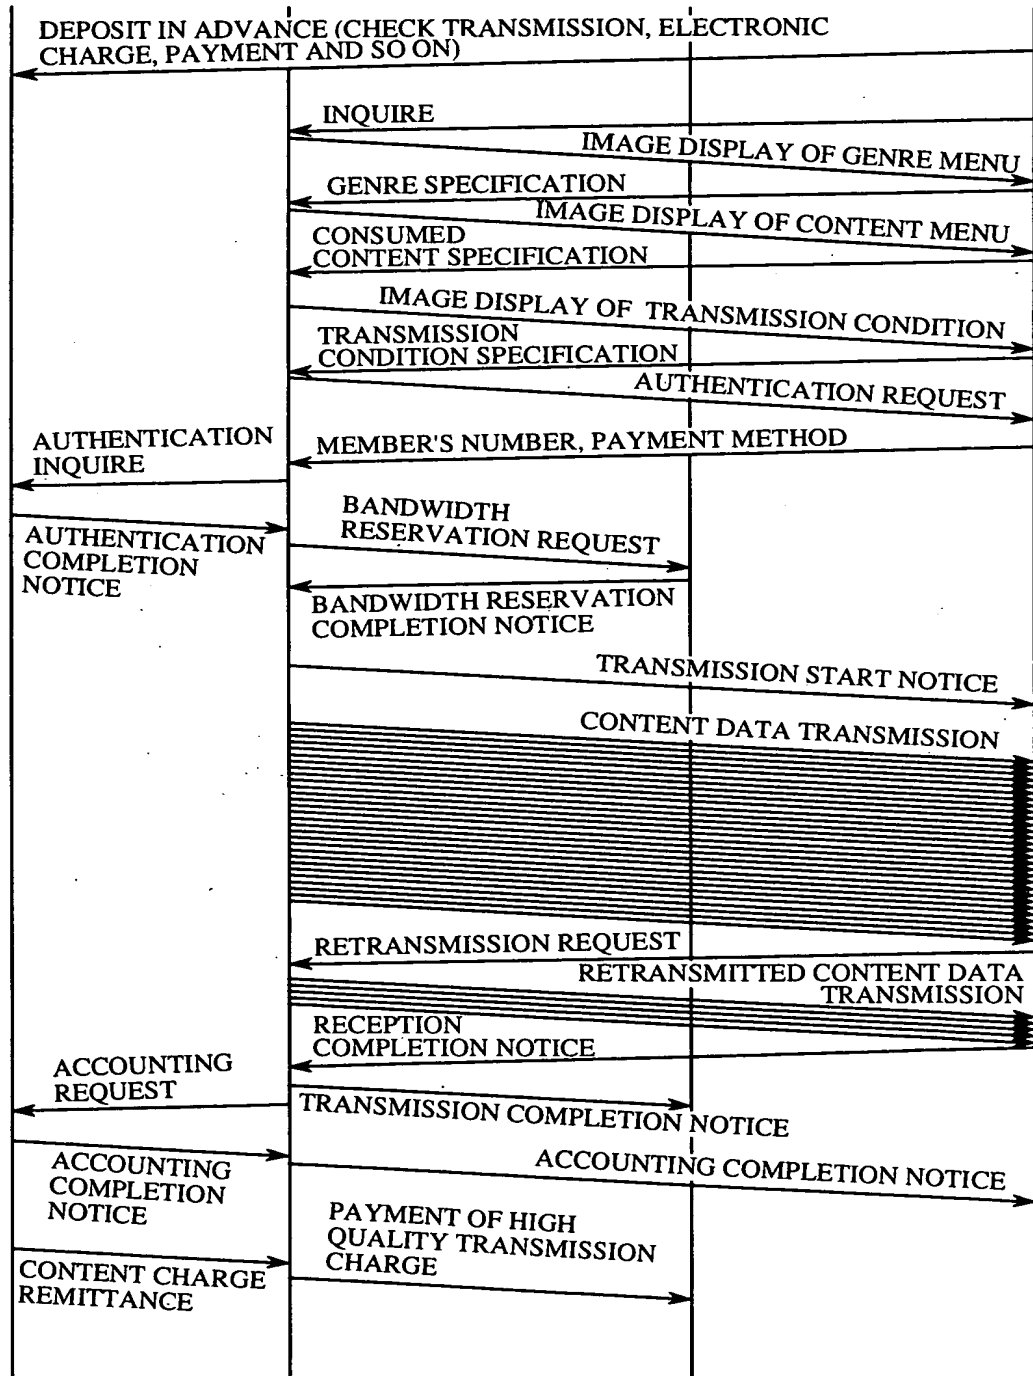 DEPOSIT IN ADVANCE (CHECK TRANSMISSION, ELECTRONIC
CHARGE, PAYMENT AND SO ON)
INQUIRE
IMAGE DISPLAY OF GENRE MENU
GENRE SPECIFICATION
IMAGE DISPLAY OF CONTENT MENU
CONSUMED
CONTENT SPECIFICATION
IMAGE DISPLAY OF TRANSMISSION CONDITION
TRANSMISSION
CONDITION SPECIFICATION
AUTHENTICATION REQUEST
MEMBER'S NUMBER, PAYMENT METHOD
AUTHENTICATION
INQUIRE
BANDWIDTH
RESERVATION REQUEST
AUTHENTICATION
COMPLETION
NOTICE
BANDWIDTH RESERVATION
COMPLETION NOTICE
TRANSMISSION START NOTICE
CONTENT DATA TRANSMISSION
RETRANSMISSION REQUEST
RETRANSMITTED CONTENT DATA
TRANSMISSION
RECEPTION
COMPLETION NOTICE
ACCOUNTING
REQUEST
TRANSMISSION COMPLETION NOTICE
ACCOUNTING
COMPLETION
NOTICE
ACCOUNTING COMPLETION NOTICE
PAYMENT OF HIGH
QUALITY TRANSMISSION
CHARGE
CONTENT CHARGE
REMITTANCE